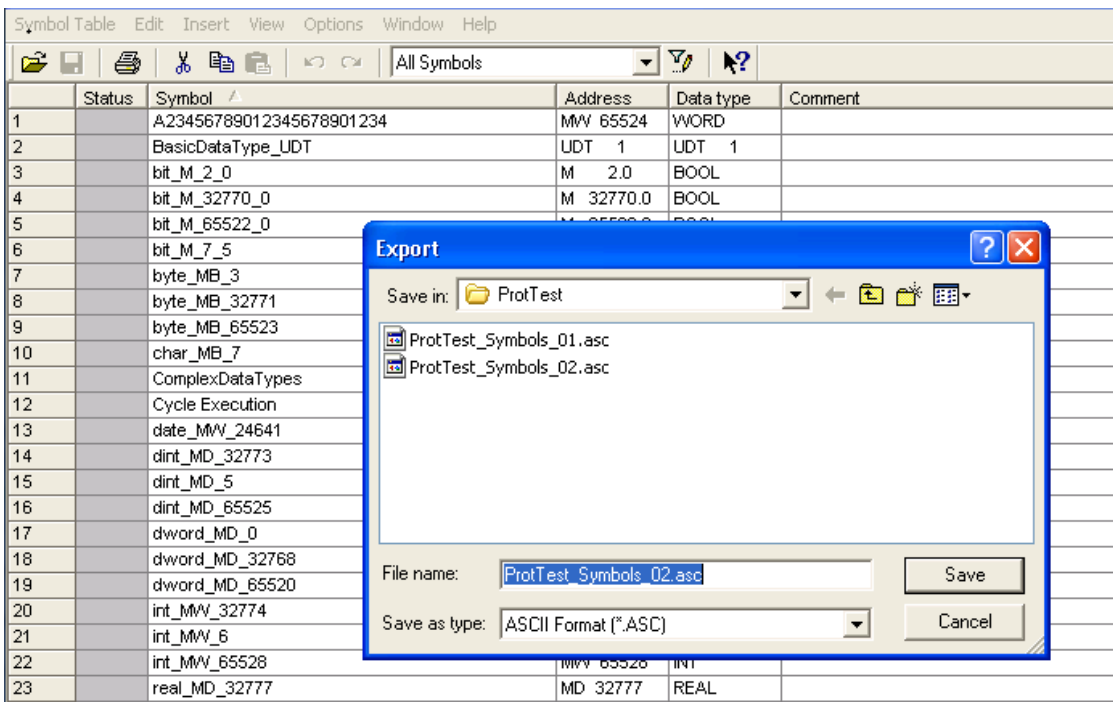 Symbol Table Edit Insert View Options Window Help
All Symbols
Status Symbol Address Data type Comment
1 A23456789012345678901234 MW 65524 WORD
2 BasicDataType_UDT UDT 1 UDT 1
3 bit_M_2_0 M 2.0 BOOL
4 bit_M_32770_0 M 32770.0 BOOL
5 bit_M_65522_0
6 bit_M_7_5
7 byte_MB_3
8 byte_MB_32771
9 byte_MB_65523
10 char_MB_7
11 ComplexDataTypes
12 Cycle Execution
13 date_MW_24641
14 dint_MD_32773
15 dint_MD_5
16 dint_MD_65525
17 dword_MD_0
18 dword_MD_32768
19 dword_MD_65520
20 int_MW_32774
21 int_MW_6
22 int_MW_65528 MW 65528 INT
23 real_MD_32777 MD 32777 REAL
Export
Save in: ProtTest
ProtTest_Symbols_01.asc
ProtTest_Symbols_02.asc
File name: ProtTest_Symbols_02.asc Save
Save as type: ASCII Format (*.ASC) Cancel